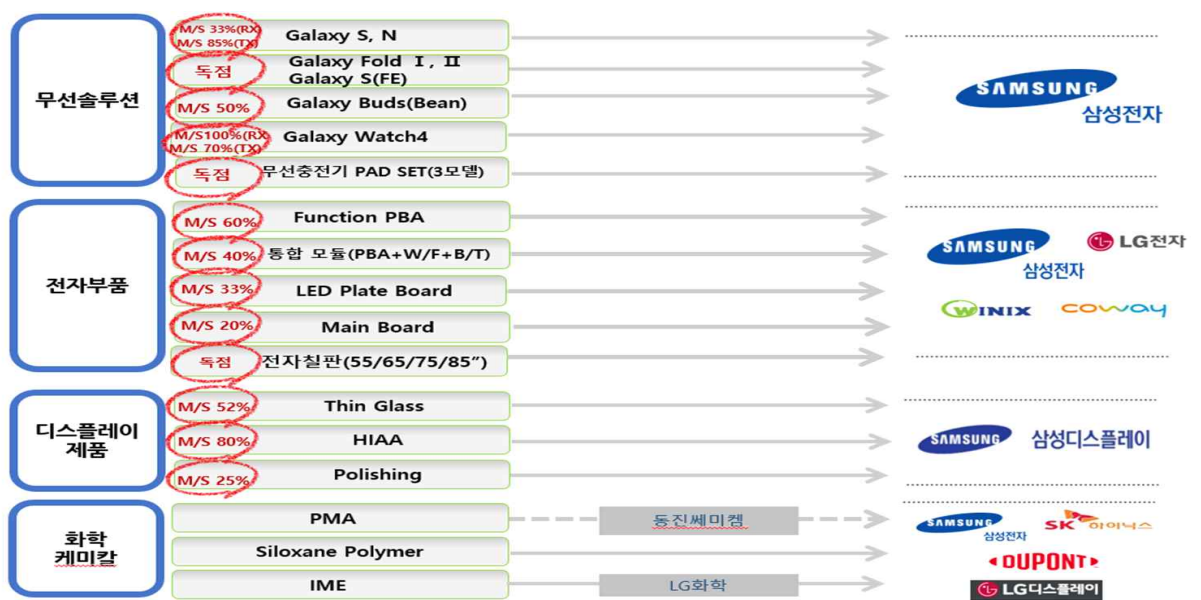 무선솔루션
M/S 33%(RX)
M/S 85%(TX)
Galaxy S, N
독점
Galaxy Fold Ⅰ, Ⅱ
Galaxy S(FE)
M/S 50%
Galaxy Buds(Bean)
M/S100%(RX)
M/S 70%(TX)
Galaxy Watch4
독점
무선충전기 PAD SET(3모델)
SAMSUNG
삼성전자
전자부품
M/S 60%
Function PBA
M/S 40%
통합 모듈(PBA+W/F+B/T)
M/S 33%
LED Plate Board
M/S 20%
Main Board
독점
전자칠판(55/65/75/85”)
SAMSUNG
삼성전자
LG전자
WINIX
coway
디스플레이
제품
M/S 52%
Thin Glass
M/S 80%
HIAA
M/S 25%
Polishing
SAMSUNG 삼성디스플레이
화학
케미칼
PMA
동진쎄미켐
Siloxane Polymer
IME
LG화학
SAMSUNG
삼성전자
SK하이닉스
DUPONT
LG디스플레이